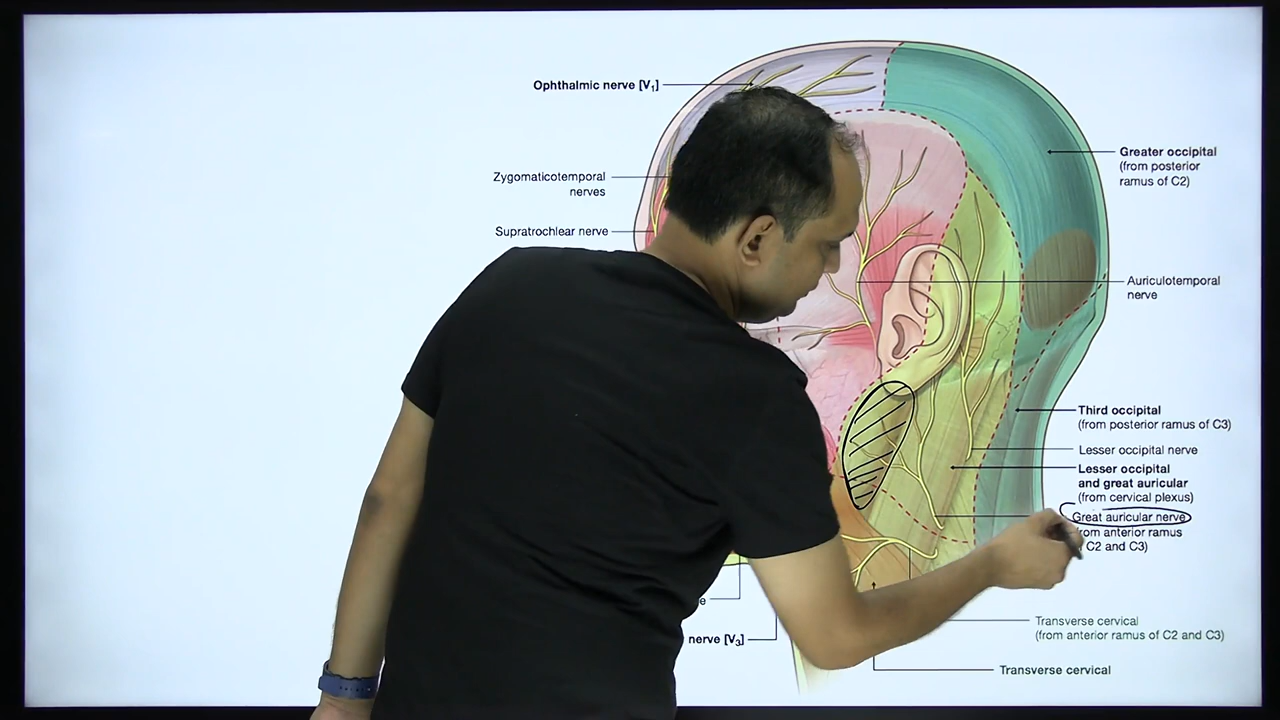 Ophthalmic nerve [V₁]
Zygomaticotemporal
nerves
Supratrochlear nerve
Greater occipital
(from posterior
ramus of C2)
Auriculotemporal
nerve
Third occipital
(from posterior ramus of C3)
Lesser occipital nerve
Lesser occipital
and great auricular
(from cervical plexus)
Great auricular nerve
from anterior ramus
C2 and C3)
nerve [V₃]
Transverse cervical
(from anterior ramus of C2 and C3)
Transverse cervical